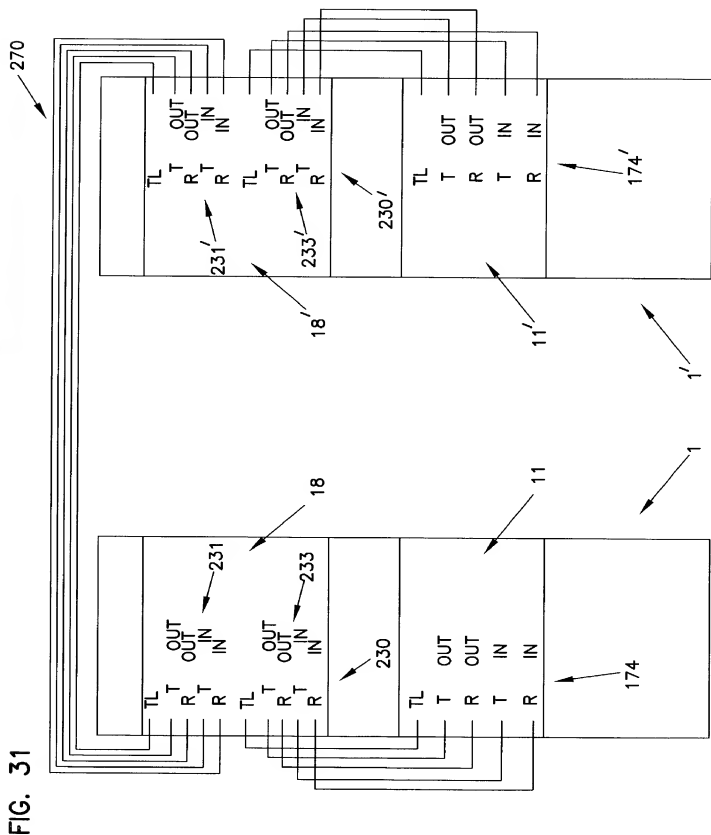 FIG. 31
270
TL
T OUT
R OUT
T IN
R IN
231
TL
T OUT
R OUT
T IN
R IN
233
18
230
TL
T OUT
R OUT
T IN
R IN
11
174
1
TL
T OUT
R OUT
T IN
R IN
231'
TL
T OUT
R OUT
T IN
R IN
233'
18'
230'
TL
T OUT
R OUT
T IN
R IN
11'
174'
1'